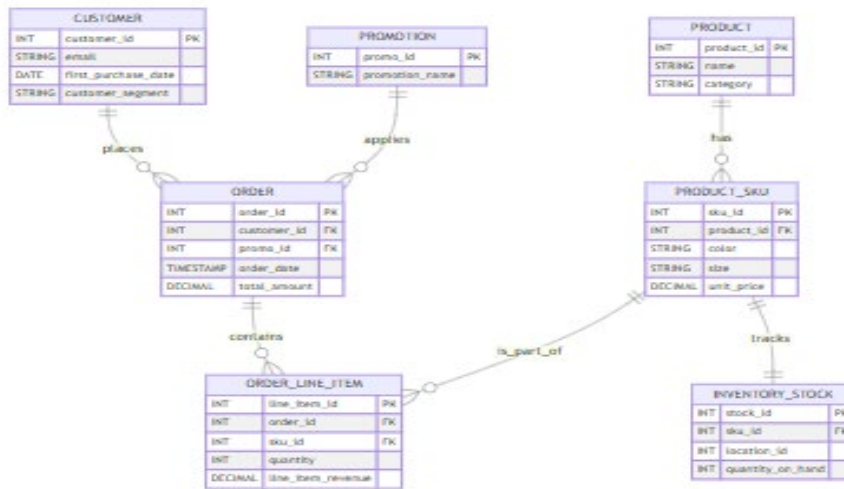 CUSTOMER
INT customer_id PK
STRING email
DATE first_purchase_date
STRING customer_segment
PROMOTION
INT promo_id PK
STRING promotion_name
PRODUCT
INT product_id PK
STRING name
STRING category
places
applies
has
ORDER
INT order_id PK
INT customer_id FK
INT promo_id FK
TIMESTAMP order_date
DECIMAL total_amount
PRODUCT_SKU
INT sku_id PK
INT product_id FK
STRING color
STRING size
DECIMAL unit_price
contains
is_part_of
tracks
ORDER_LINE_ITEM
INT line_item_id PK
INT order_id FK
INT sku_id FK
INT quantity
DECIMAL line_item_revenue
INVENTORY_STOCK
INT stock_id PK
INT sku_id FK
INT location_id
INT quantity_on_hand